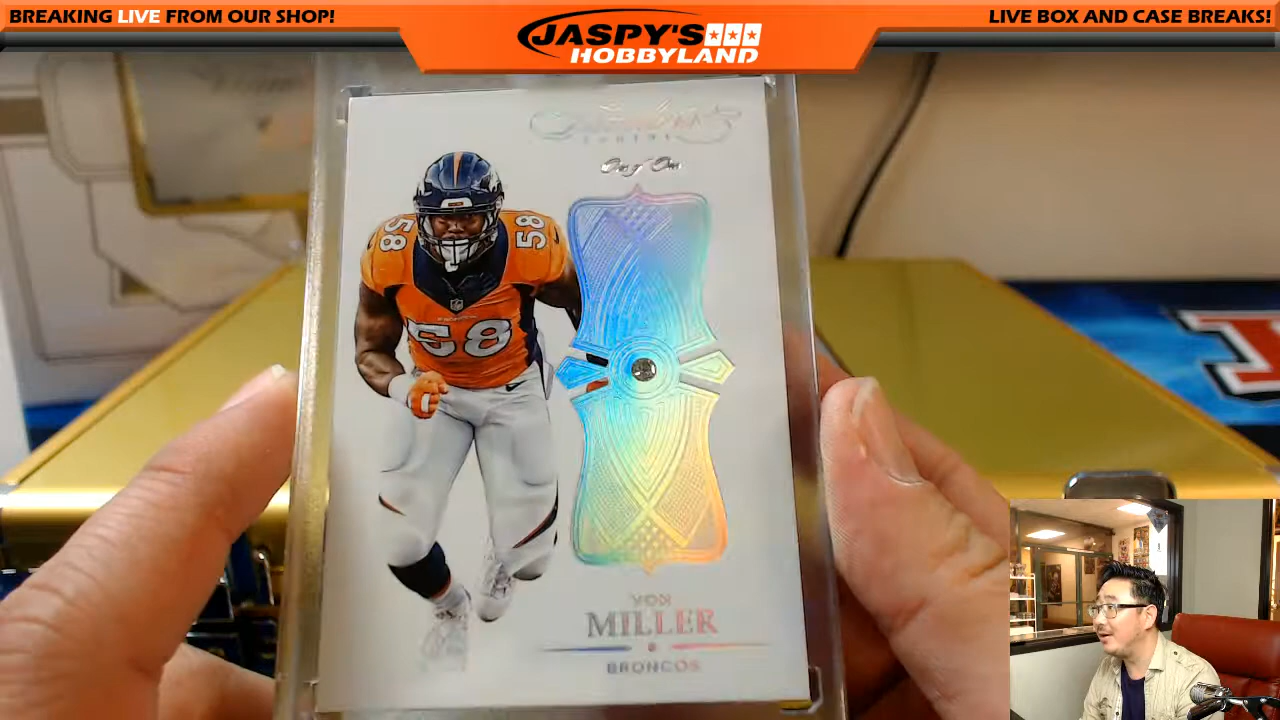 BREAKING LIVE FROM OUR SHOP!
JASPY'S
HOBBYLAND
LIVE BOX AND CASE BREAKS!
PANINI
One of One
58
58
58
VON
MILLER
BRONCOS